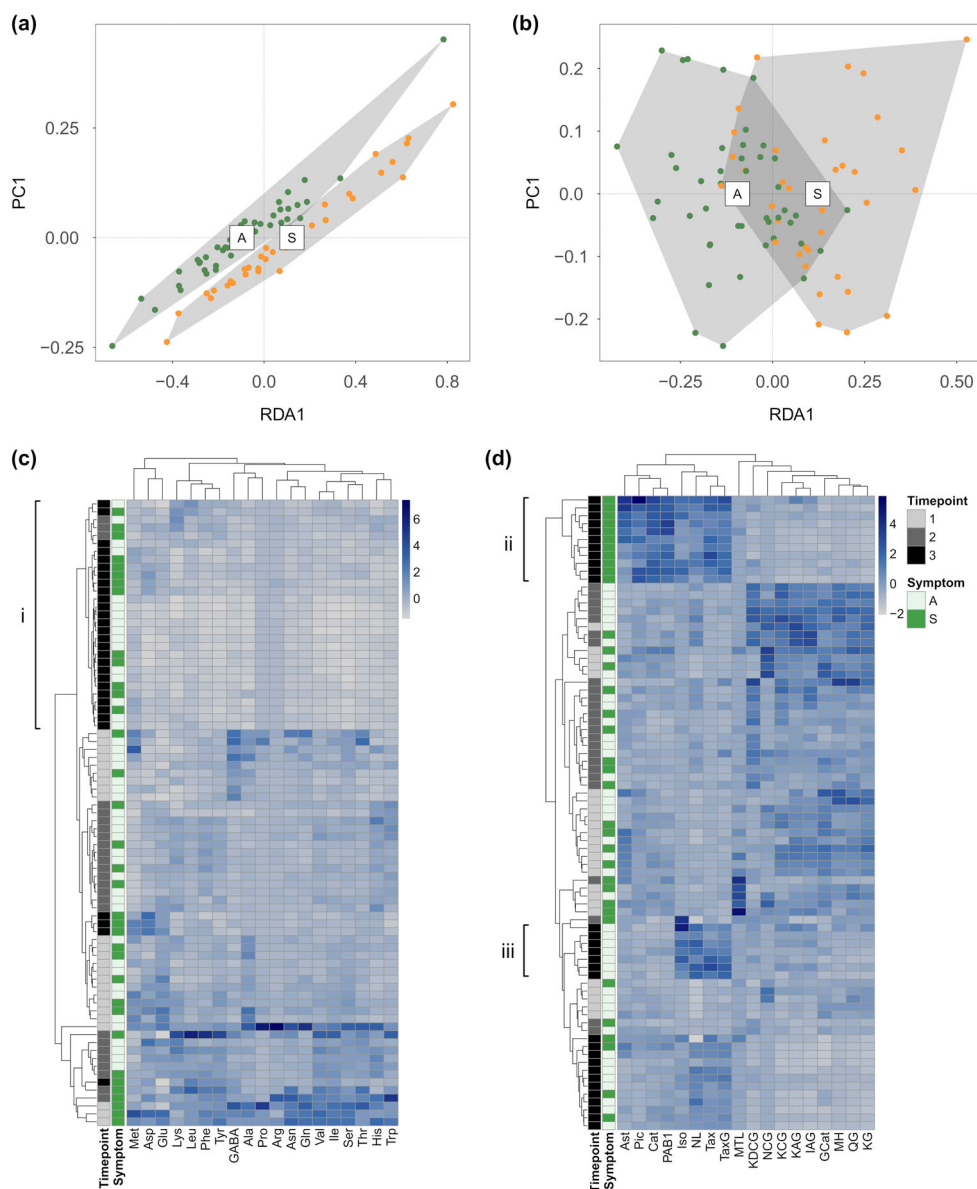 (a)
PC1
0.25
0.00
−0.25
A
S
−0.4
0.0
0.4
0.8
RDA1
(b)
PC1
0.2
0.1
0.0
−0.1
−0.2
A
S
−0.25
0.00
0.25
0.50
RDA1
(c)
i
6
4
2
0
Timepoint
Symptom
Met
Asp
Glu
Lys
Leu
Phe
Tyr
GABA
Ala
Pro
Arg
Asn
Gln
Val
Ile
Ser
Thr
His
Trp
(d)
ii
iii
4
2
0
−2
Timepoint
1
2
3
Symptom
A
S
Timepoint
Symptom
Ast
Pic
Cat
PAB1
Iso
NL
Tax
TaxG
MTL
KDCG
NCG
KCG
KAG
IAG
GCat
MH
QG
KG